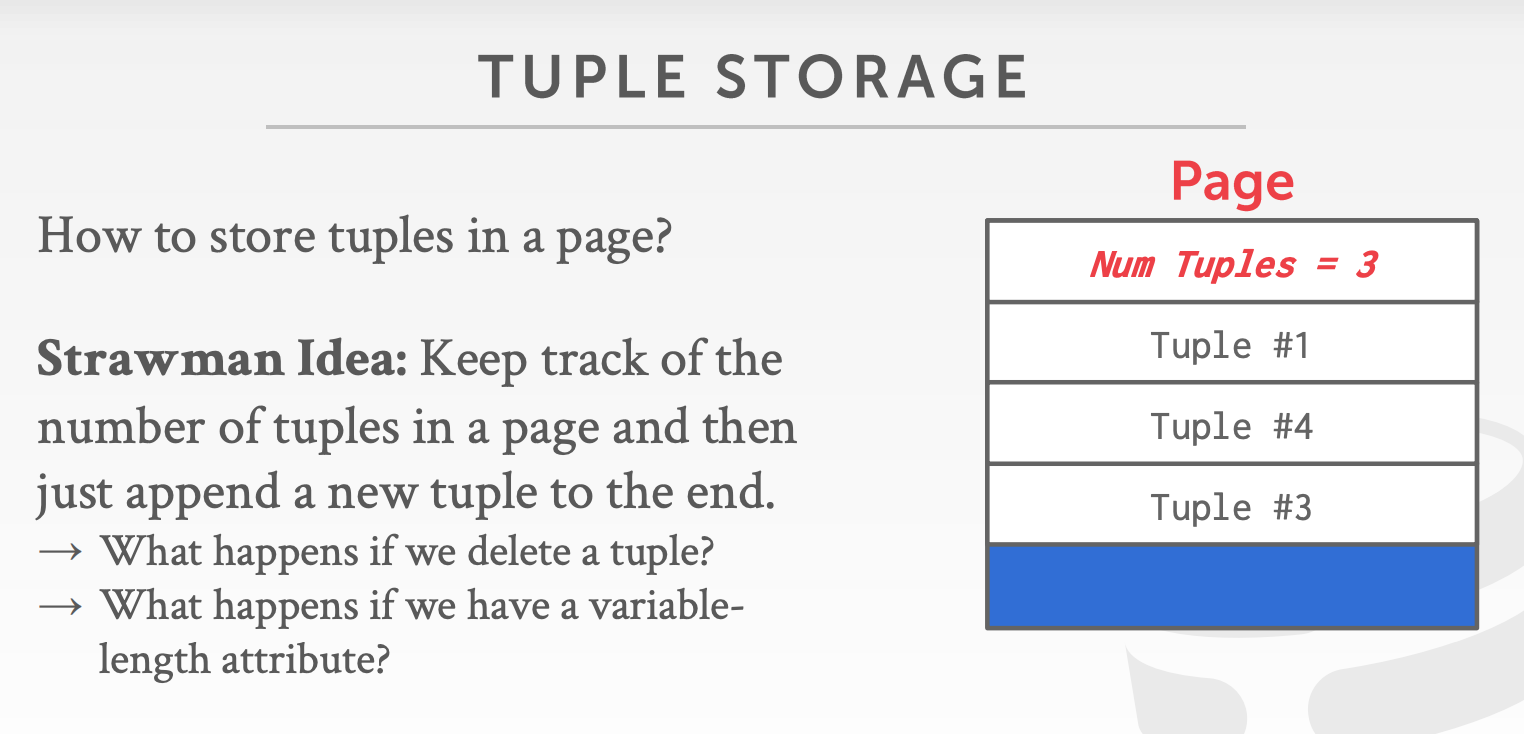 TUPLE STORAGE
How to store tuples in a page?
Strawman Idea: Keep track of the
number of tuples in a page and then
just append a new tuple to the end.
→ What happens if we delete a tuple?
→ What happens if we have a variable-
length attribute?
Page
Num Tuples = 3
Tuple #1
Tuple #4
Tuple #3